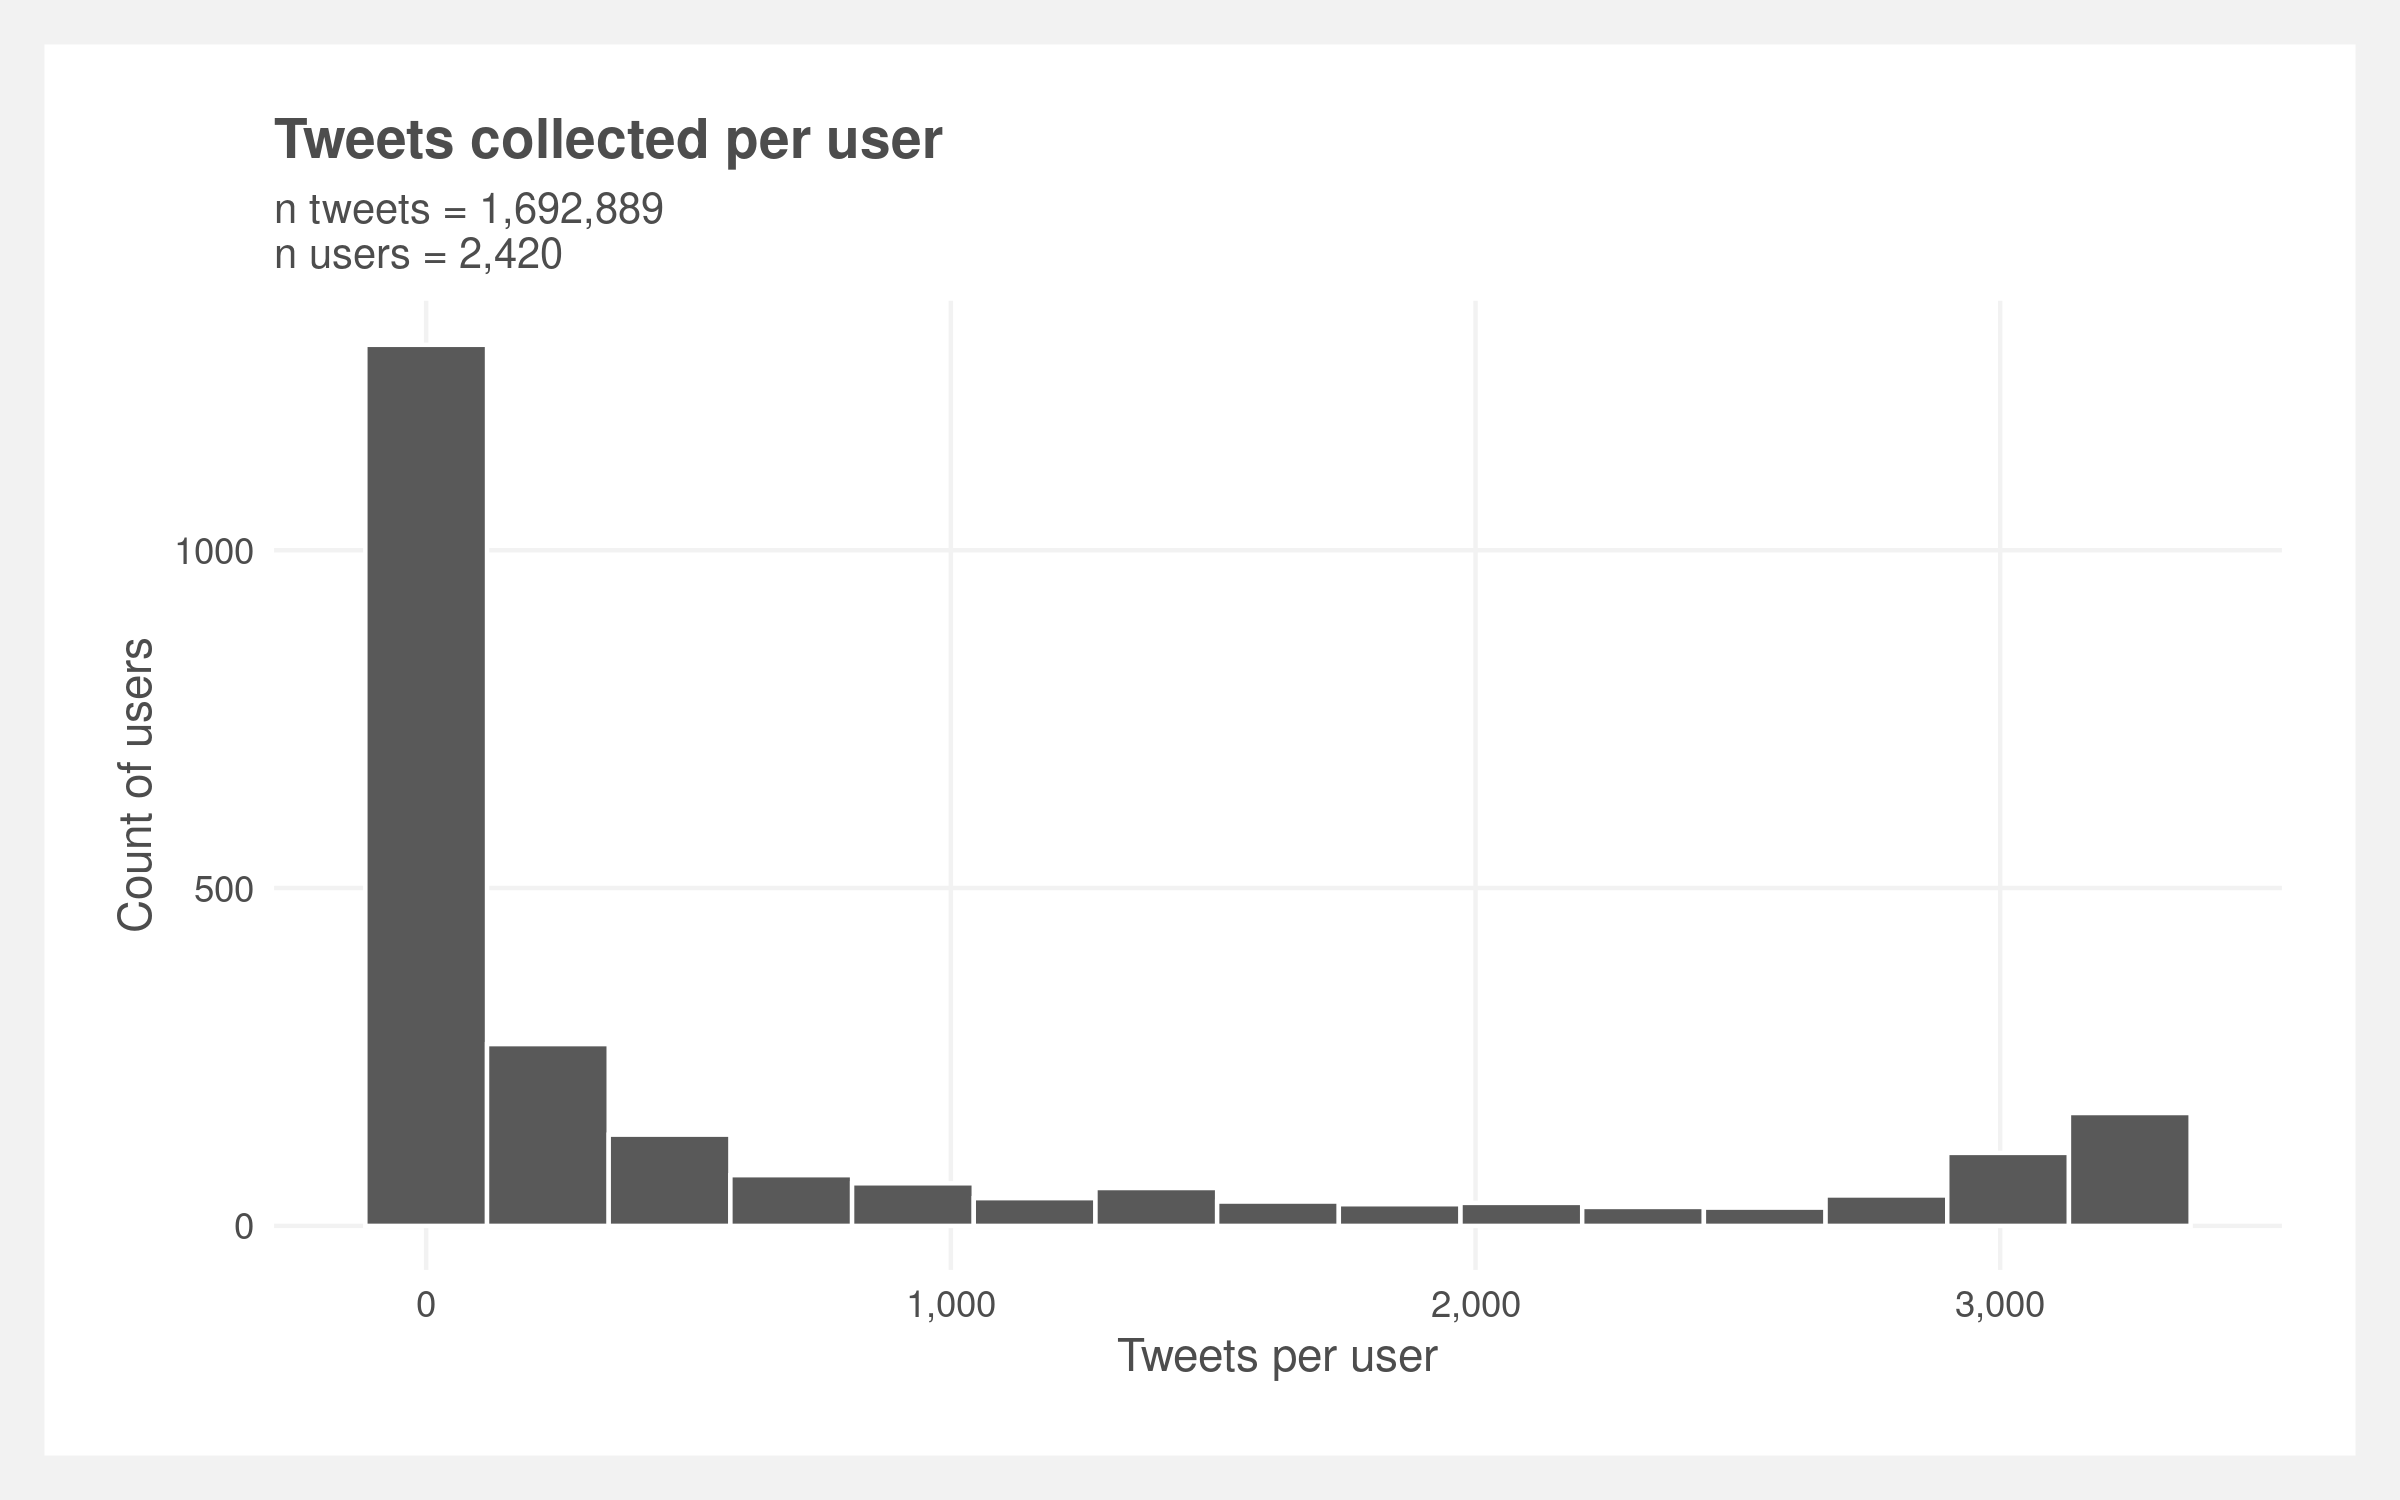 Tweets collected per user
n tweets = 1,692,889
n users = 2,420
Count of users
1000
500
0
0 1,000 2,000 3,000
Tweets per user